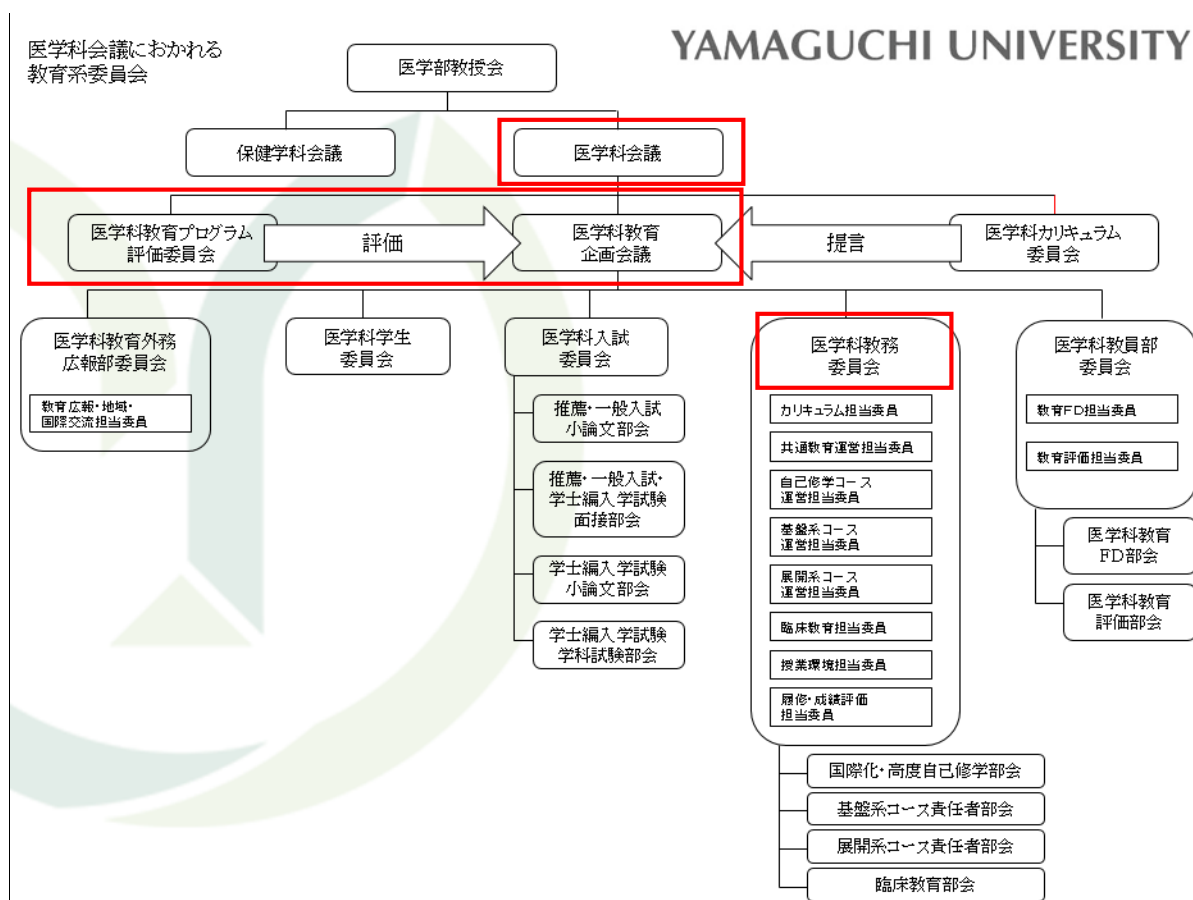 医学科会議におかれる
教育系委員会
YAMAGUCHI UNIVERSITY
医学部教授会
保健学科会議
医学科会議
医学科教育プログラム
評価委員会
評価
医学科教育
企画会議
提言
医学科カリキュラム
委員会
医学科教育外務
広報部委員会
教育広報・地域・
国際交流担当委員
医学科学生
委員会
医学科入試
委員会
推薦・一般入試
小論文部会
推薦・一般入試・
学士編入学試験
面接部会
学士編入学試験
小論文部会
学士編入学試験
学科試験部会
医学科教務
委員会
カリキュラム担当委員
共通教育運営担当委員
自己修学コース
運営担当委員
基盤系コース
運営担当委員
展開系コース
運営担当委員
臨床教育担当委員
授業環境担当委員
履修・成績評価
担当委員
国際化・高度自己修学部会
基盤系コース責任者部会
展開系コース責任者部会
臨床教育部会
医学科教員部
委員会
教育FD担当委員
教育評価担当委員
医学科教育
FD部会
医学科教育
評価部会